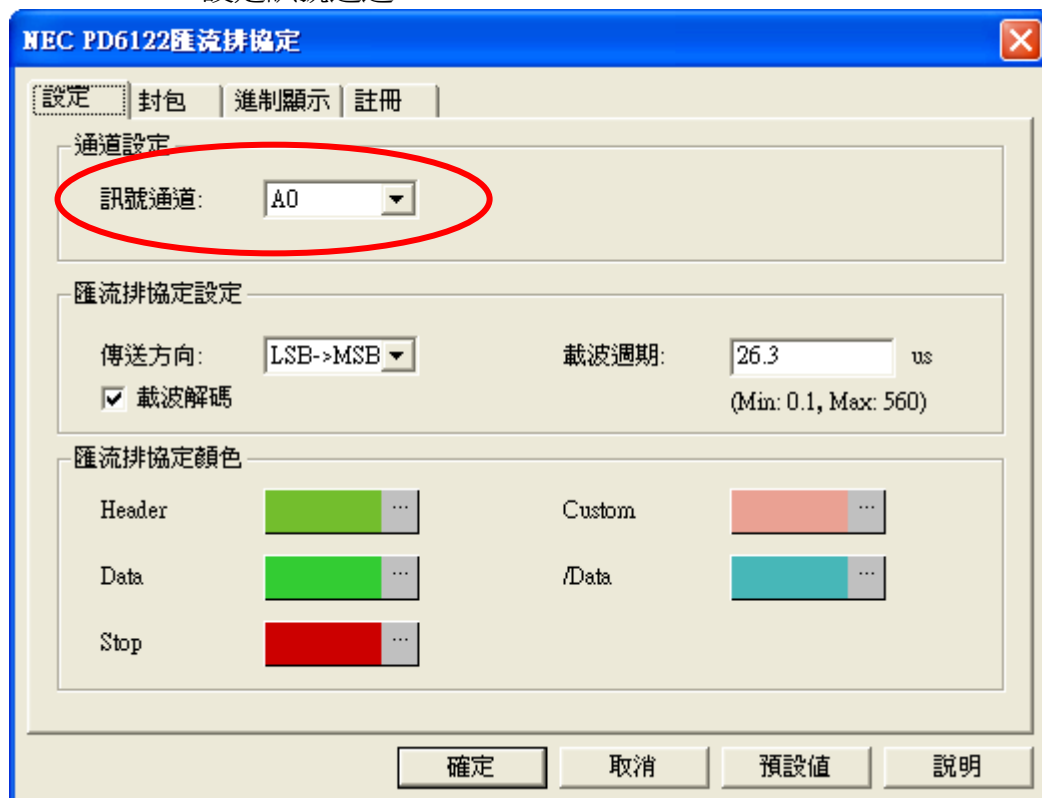 NEC PD6122匯流排協定
設定 封包 進制顯示 註冊
通道設定
訊號通道: A0
匯流排協定設定
傳送方向: LSB->MSB 載波週期: 26.3 us
載波解碼 (Min: 0.1, Max: 560)
匯流排協定顏色
Header ... Custom ...
Data ... /Data ...
Stop ...
確定 取消 預設值 說明